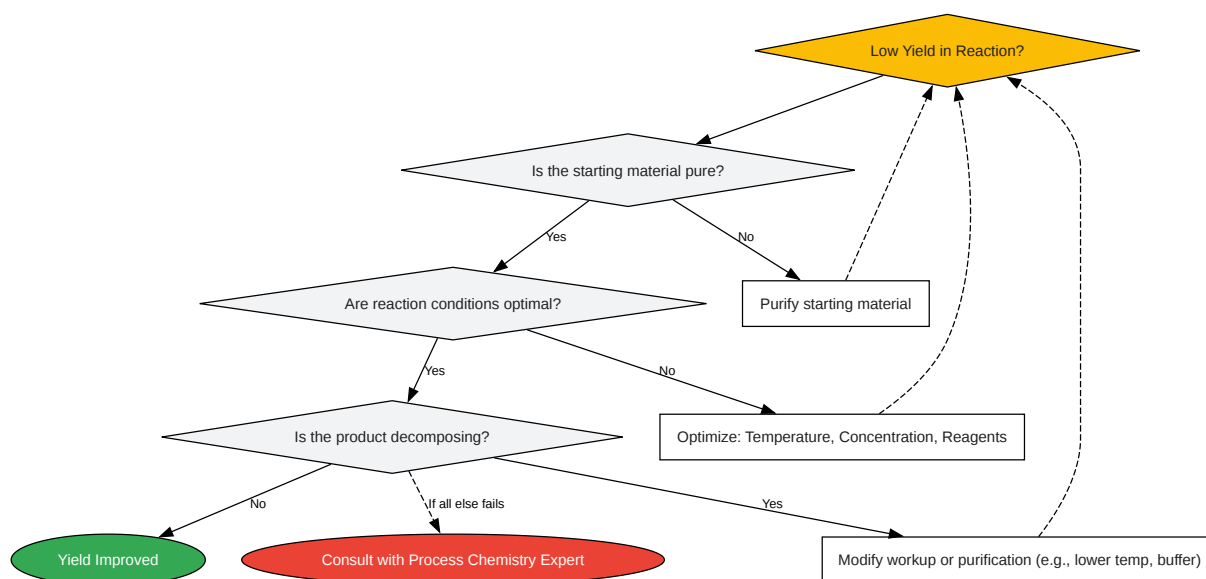 Low Yield in Reaction?
Is the starting material pure?
Yes
No
Are reaction conditions optimal?
Purify starting material
Yes
No
Is the product decomposing?
Optimize: Temperature, Concentration, Reagents
No
If all else fails
Yes
Yield Improved
Consult with Process Chemistry Expert
Modify workup or purification (e.g., lower temp, buffer)